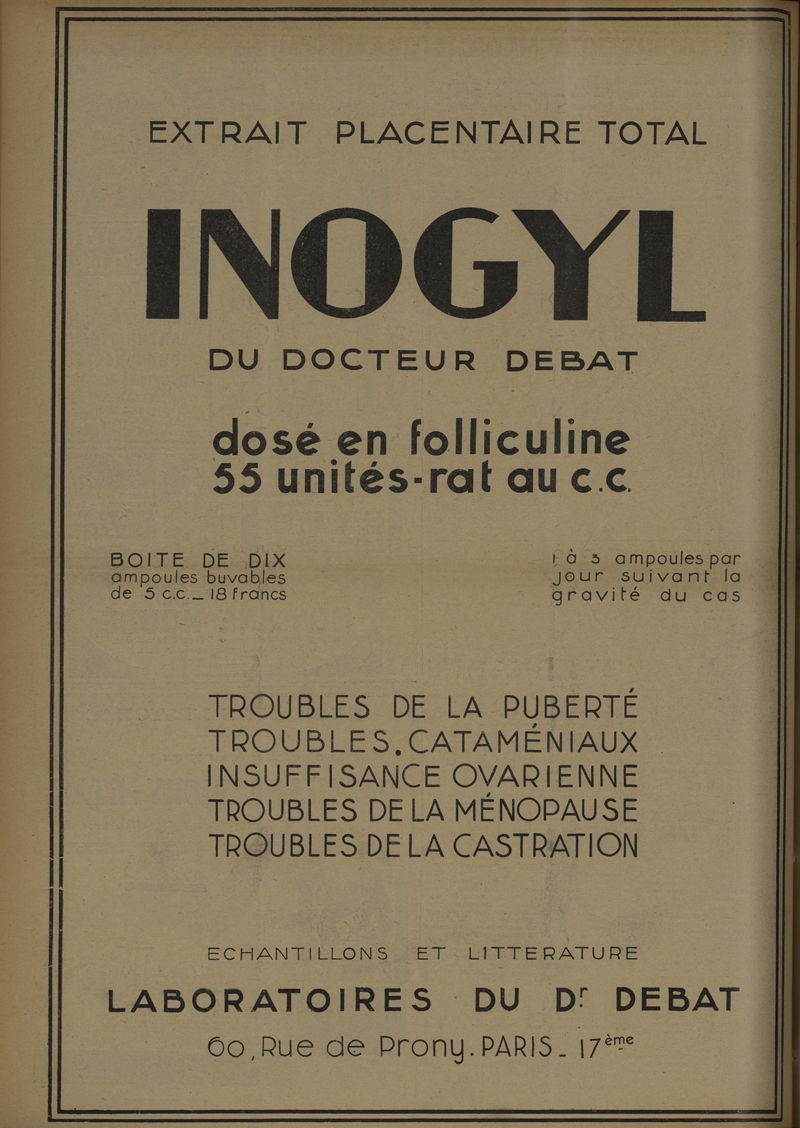 EXTRAIT PLACENTAIRE TOTAL
INOGYL
DU DOCTEUR DEBAT
dosé en folliculine
55 unités-rat au c.c.
BOITE DE DIX
ampoules buvables
de 5 c.c._ 18 francs
1 à 3 ampoules par
jour suivant la
gravité du cas
TROUBLES DE LA PUBERTÉ
TROUBLES.CATAMÉNIAUX
INSUFFISANCE OVARIENNE
TROUBLES DE LA MÉNOPAUSE
TROUBLES DE LA CASTRATION
ECHANTILLONS ET LITTERATURE
LABORATOIRES DU Dr DEBAT
60, Rue de Prony. PARIS_ 17ème